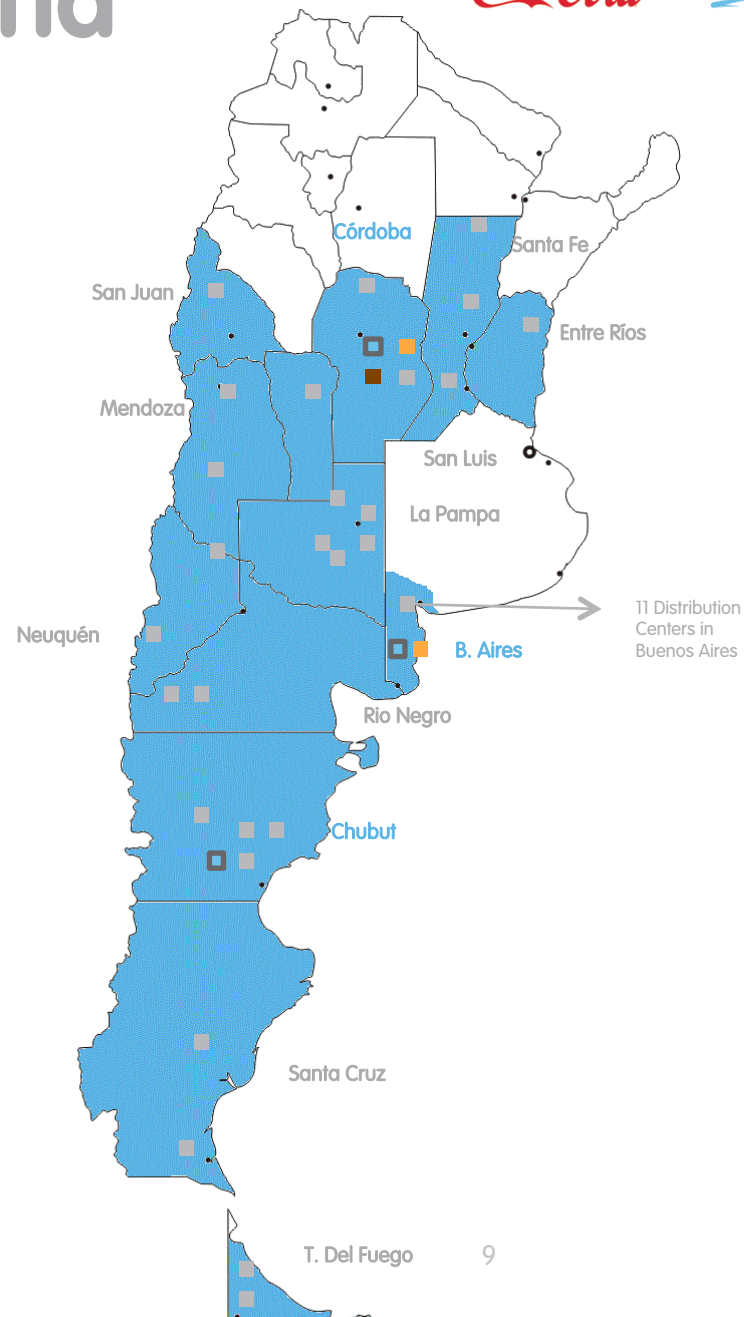 Córdoba
Santa Fe
San Juan
Entre Ríos
Mendoza
San Luis
La Pampa
11 Distribution
Centers in
Buenos Aires
Neuquén
B. Aires
Rio Negro
Chubut
Santa Cruz
T. Del Fuego
9